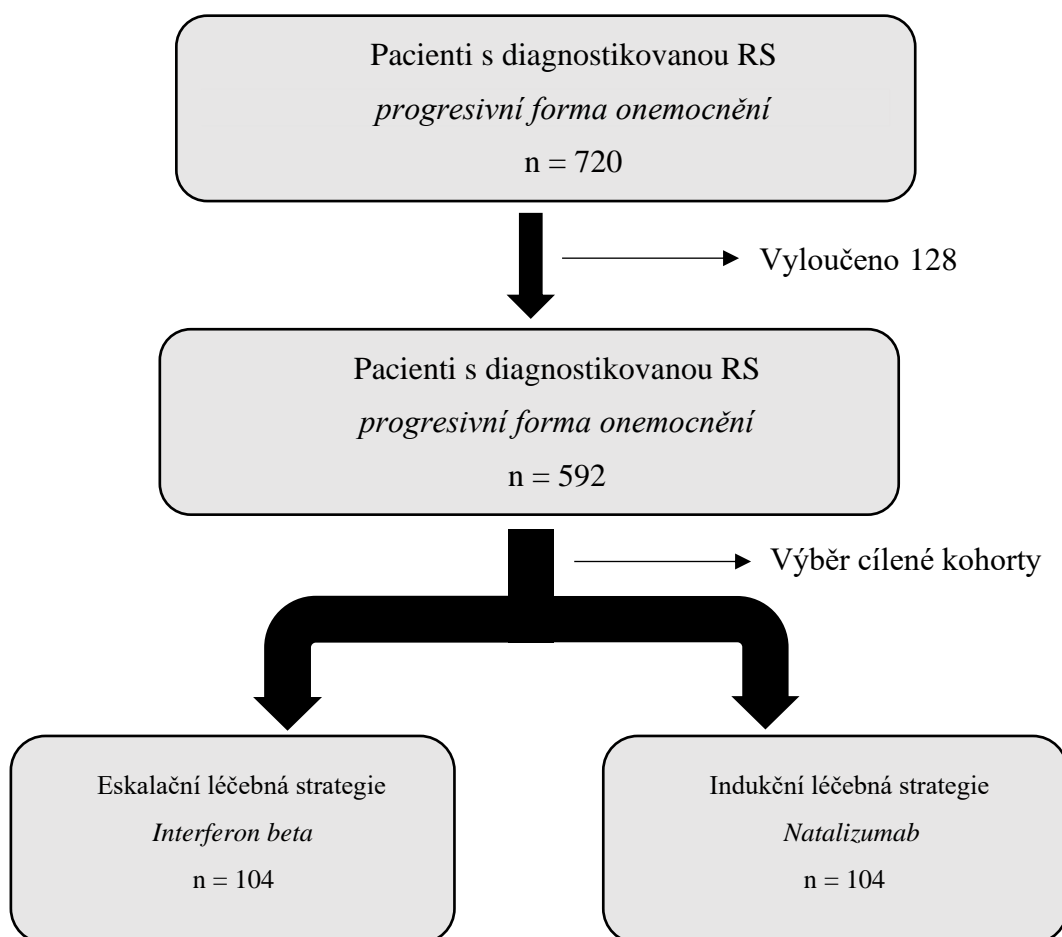 Pacienti s diagnostikovanou RS
progresivní forma onemocnění
n = 720
Vyloučeno 128
Pacienti s diagnostikovanou RS
progresivní forma onemocnění
n = 592
Výběr cílené kohorty
Eskalační léčebná strategie
Interferon beta
n = 104
Indukční léčebná strategie
Natalizumab
n = 104